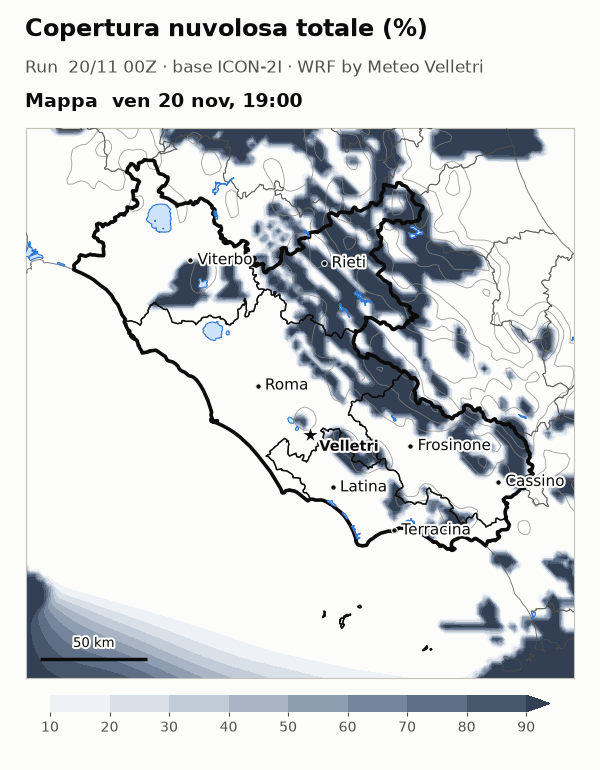 Copertura nuvolosa totale (%)
Run  20/11 00Z · base ICON-2I · WRF by Meteo Velletri
Mappa  ven 20 nov, 19:00
Viterbo
Rieti
Roma
Velletri
Frosinone
Latina
Cassino
Terracina
50 km
10 20 30 40 50 60 70 80 90